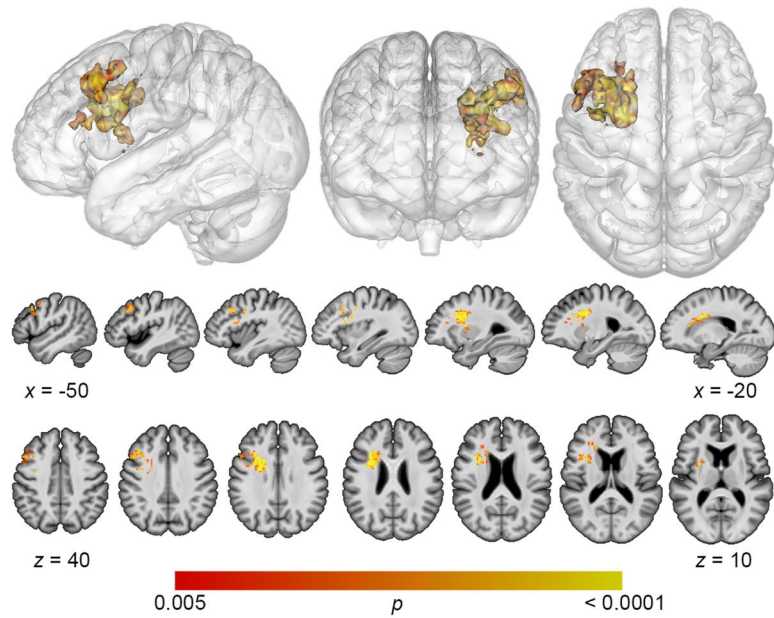 x = -50 x = -20
z = 40 z = 10
0.005 p < 0.0001